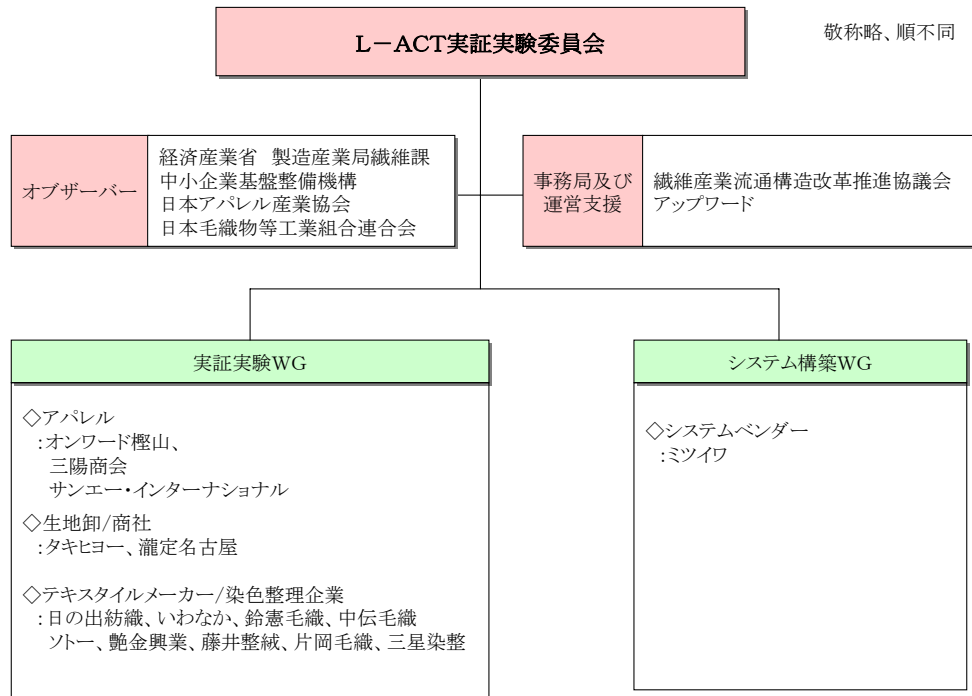 L－ACT実証実験委員会
敬称略、順不同
オブザーバー
経済産業省 製造産業局繊維課
中小企業基盤整備機構
日本アパレル産業協会
日本毛織物等工業組合連合会
事務局及び
運営支援
繊維産業流通構造改革推進協議会
アップワード
実証実験WG
◇アパレル
:オンワード樫山、
三陽商会
サンエー・インターナショナル
◇生地卸/商社
:タキヒヨー、瀧定名古屋
◇テキスタイルメーカー/染色整理企業
:日の出紡織、いわなか、鈴憲毛織、中伝毛織
ソトー、艶金興業、藤井整絨、片岡毛織、三星染整
システム構築WG
◇システムベンダー
:ミツイワ